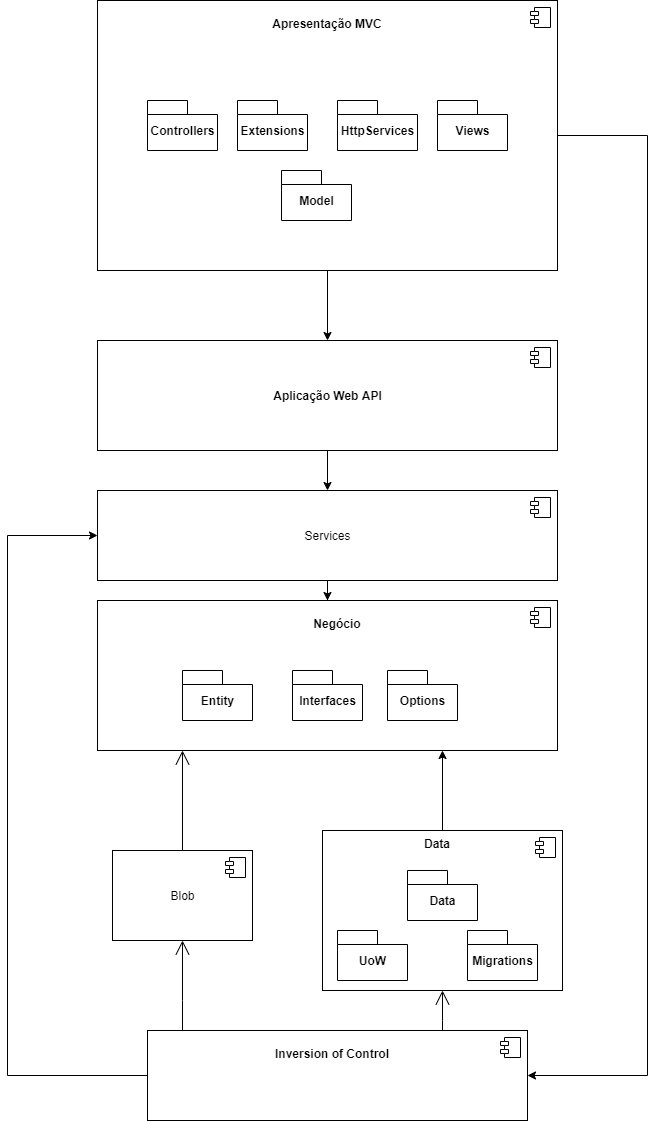 Apresentação MVC
Controllers
Extensions
HttpServices
Views
Model
Aplicação Web API
Services
Negócio
Entity
Interfaces
Options
Blob
Data
Data
UoW
Migrations
Inversion of Control